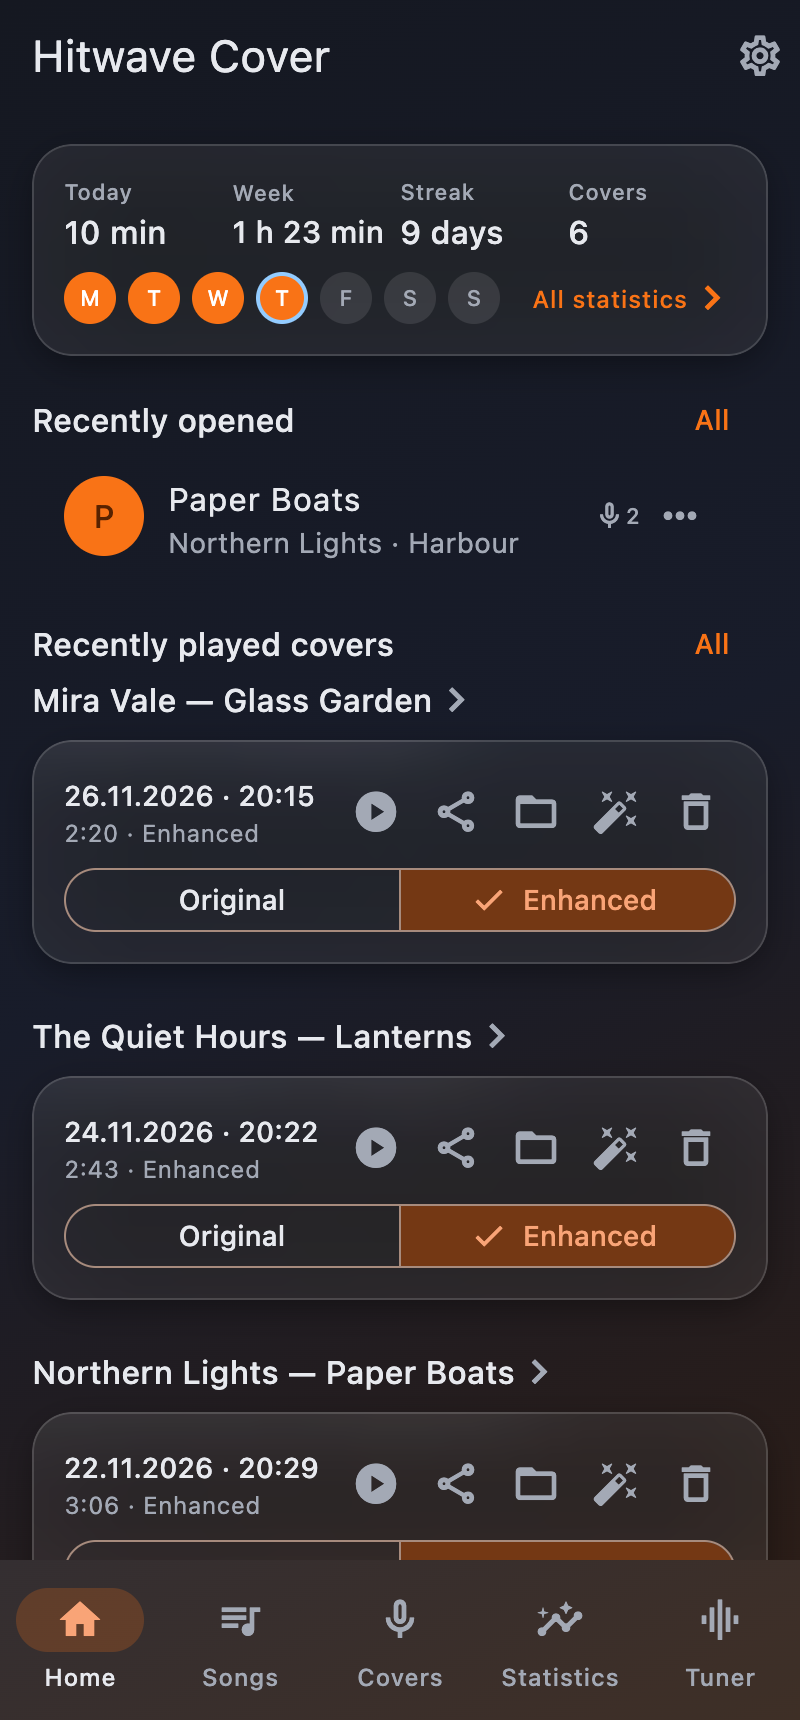 Hitwave Cover
Today Week Streak Covers
10 min 1 h 23 min 9 days 6
M T W T F S S All statistics
Recently opened All
P Paper Boats 2
Northern Lights · Harbour
Recently played covers All
Mira Vale — Glass Garden
26.11.2026 · 20:15
2:20 · Enhanced
Original Enhanced
The Quiet Hours — Lanterns
24.11.2026 · 20:22
2:43 · Enhanced
Original Enhanced
Northern Lights — Paper Boats
22.11.2026 · 20:29
3:06 · Enhanced
Home Songs Covers Statistics Tuner